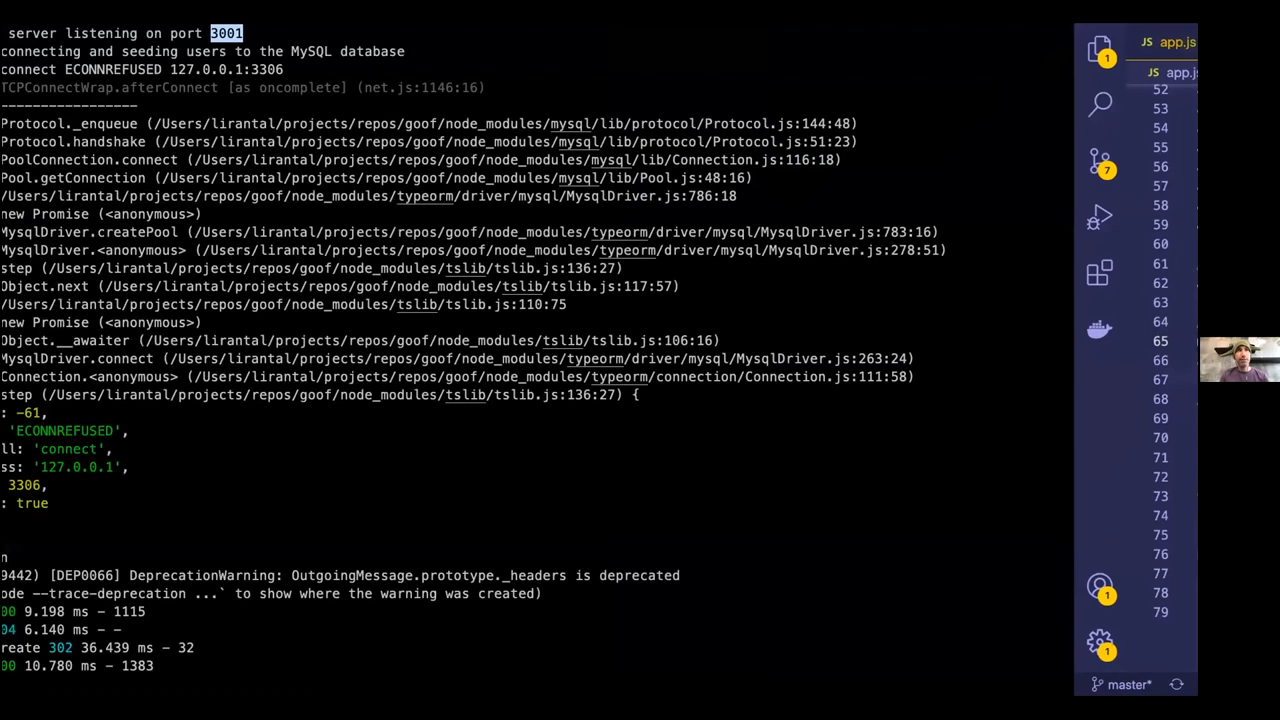 server listening on port 3001
connecting and seeding users to the MySQL database
connect ECONNREFUSED 127.0.0.1:3306
TCPConnectWrap.afterConnect [as oncomplete] (net.js:1146:16)
-----------------
Protocol._enqueue (/Users/lirantal/projects/repos/goof/node_modules/mysql/lib/protocol/Protocol.js:144:48)
Protocol.handshake (/Users/lirantal/projects/repos/goof/node_modules/mysql/lib/protocol/Protocol.js:51:23)
PoolConnection.connect (/Users/lirantal/projects/repos/goof/node_modules/mysql/lib/Connection.js:116:18)
Pool.getConnection (/Users/lirantal/projects/repos/goof/node_modules/mysql/lib/Pool.js:48:16)
/Users/lirantal/projects/repos/goof/node_modules/typeorm/driver/mysql/MysqlDriver.js:786:18
new Promise (<anonymous>)
MysqlDriver.createPool (/Users/lirantal/projects/repos/goof/node_modules/typeorm/driver/mysql/MysqlDriver.js:783:16)
MysqlDriver.<anonymous> (/Users/lirantal/projects/repos/goof/node_modules/typeorm/driver/mysql/MysqlDriver.js:278:51)
step (/Users/lirantal/projects/repos/goof/node_modules/tslib/tslib.js:136:27)
Object.next (/Users/lirantal/projects/repos/goof/node_modules/tslib/tslib.js:117:57)
/Users/lirantal/projects/repos/goof/node_modules/tslib/tslib.js:110:75
new Promise (<anonymous>)
Object.__awaiter (/Users/lirantal/projects/repos/goof/node_modules/tslib/tslib.js:106:16)
MysqlDriver.connect (/Users/lirantal/projects/repos/goof/node_modules/typeorm/driver/mysql/MysqlDriver.js:263:24)
Connection.<anonymous> (/Users/lirantal/projects/repos/goof/node_modules/typeorm/connection/Connection.js:111:58)
step (/Users/lirantal/projects/repos/goof/node_modules/tslib/tslib.js:136:27) {
: -61,
'ECONNREFUSED',
ll: 'connect',
ss: '127.0.0.1',
3306,
: true
n
9442) [DEP0066] DeprecationWarning: OutgoingMessage.prototype._headers is deprecated
ode --trace-deprecation ...` to show where the warning was created)
00 9.198 ms - 1115
04 6.140 ms - -
reate 302 36.439 ms - 32
00 10.780 ms - 1383
1
7
1
1
JS app.js
JS app.js
52
53
54
55
56
57
58
59
60
61
62
63
64
65
66
67
68
69
70
71
72
73
74
75
76
77
78
79
master*